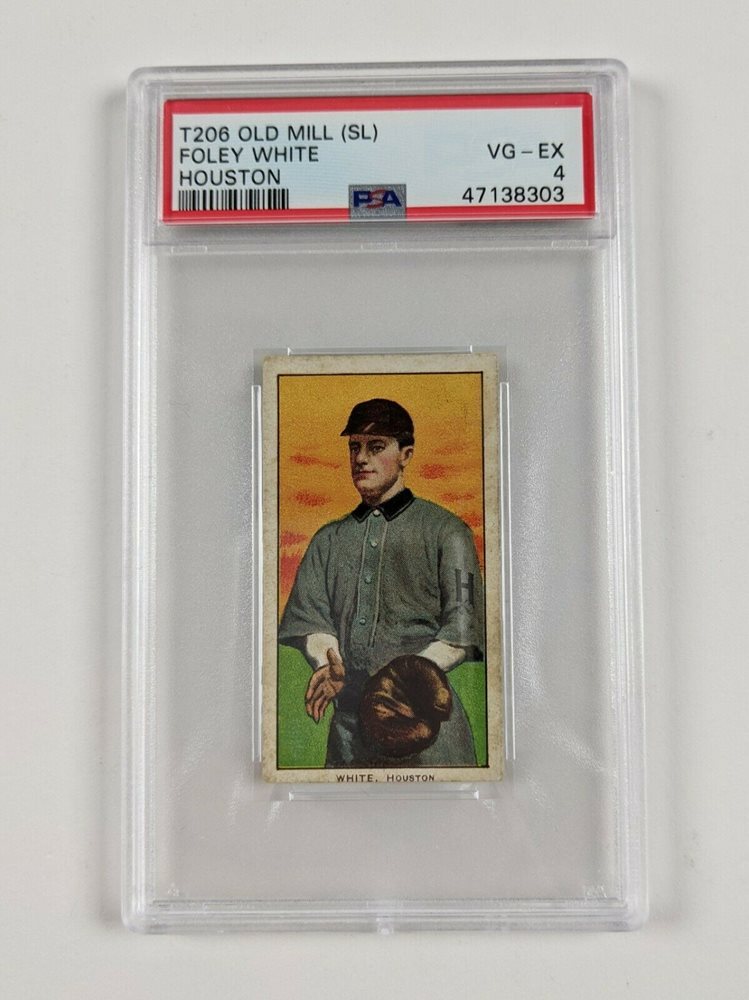 T206 OLD MILL (SL)
FOLEY WHITE
HOUSTON
VG – EX
4
47138303
PSA
H
WHITE, HOUSTON